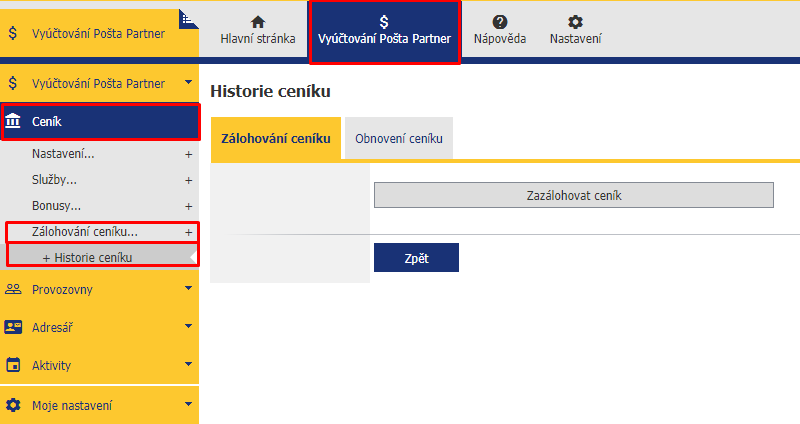 Vyúčtování Pošta Partner
Hlavní stránka
Vyúčtování Pošta Partner
Nápověda
Nastavení
Vyúčtování Pošta Partner
Ceník
Nastavení... +
Služby... +
Bonusy... +
Zálohování ceníku... +
+ Historie ceníku
Provozovny
Adresář
Aktivity
Moje nastavení
Historie ceníku
Zálohování ceníku
Obnovení ceníku
Zazálohovat ceník
Zpět